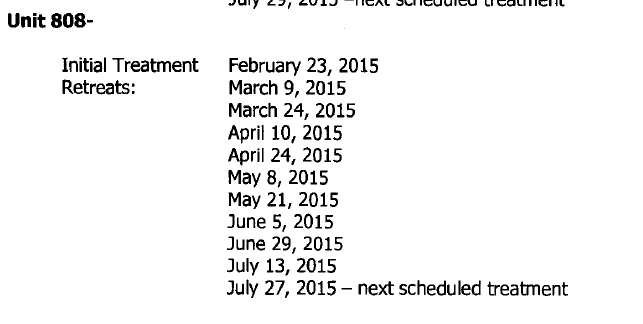 July 29, 2015 –next scheduled treatment
Unit 808-
Initial Treatment February 23, 2015
Retreats: March 9, 2015
March 24, 2015
April 10, 2015
April 24, 2015
May 8, 2015
May 21, 2015
June 5, 2015
June 29, 2015
July 13, 2015
July 27, 2015 – next scheduled treatment